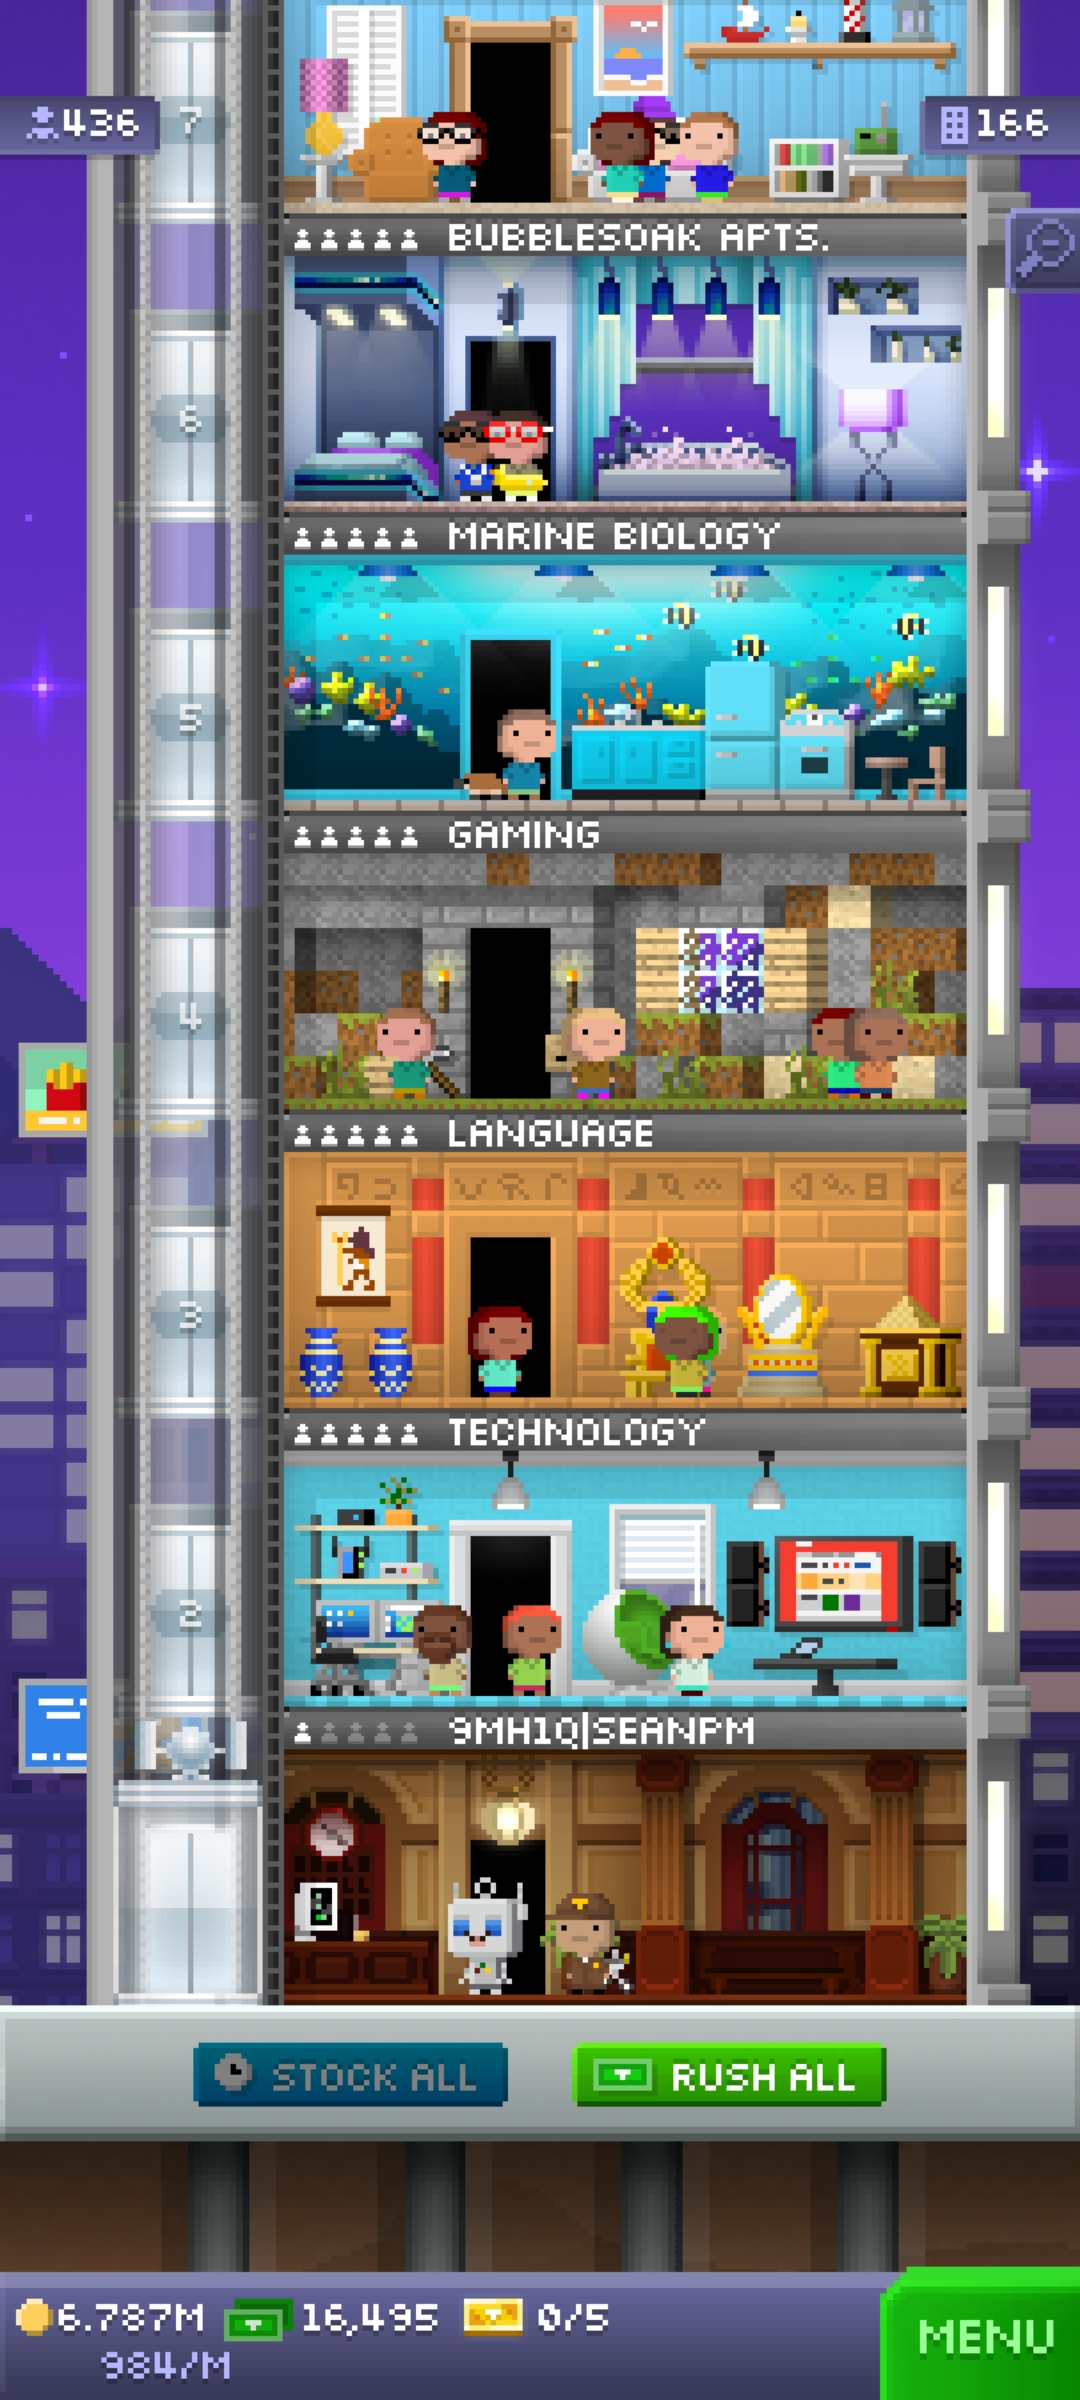 436
7
166
BUBBLESOAK APTS.
6
MARINE BIOLOGY
5
GAMING
4
LANGUAGE
3
TECHNOLOGY
2
9MH1Q|SEANPM
STOCK ALL
RUSH ALL
6.787M
16,495
0/5
984/M
MENU